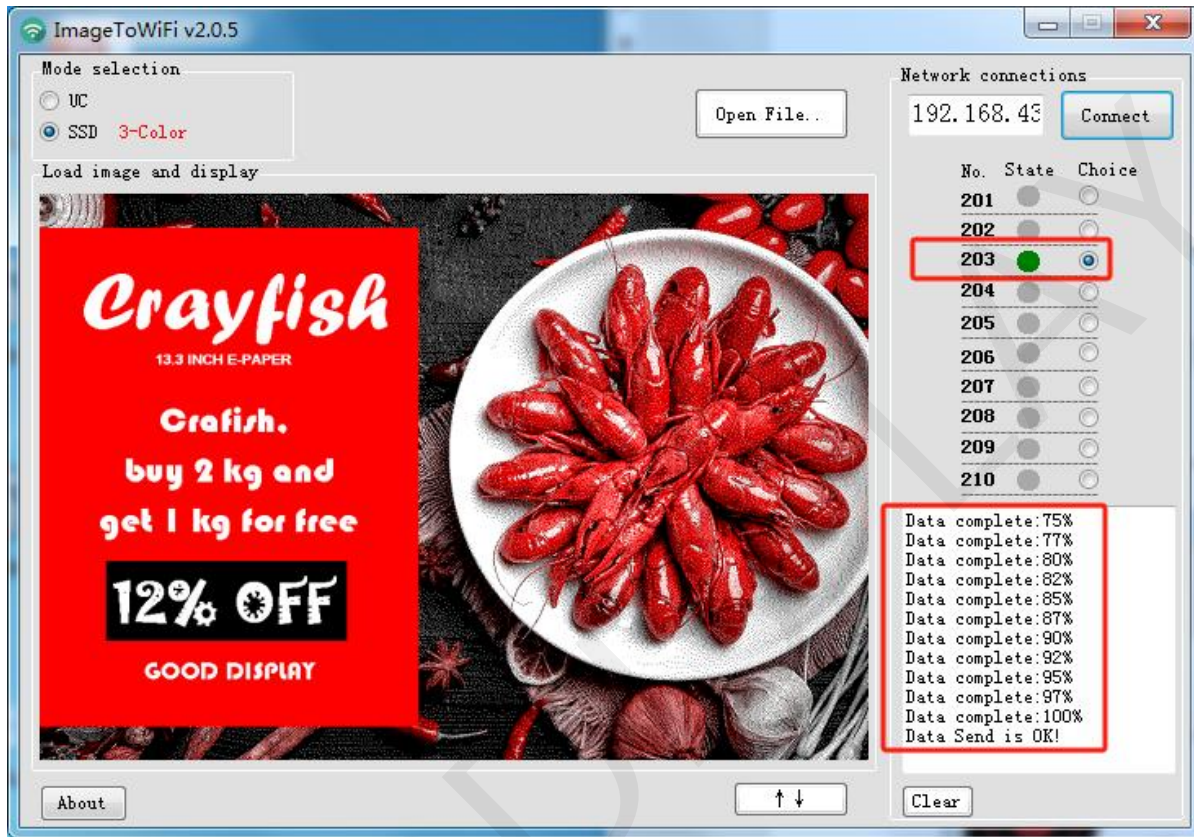 ImageToWiFi v2.0.5
Mode selection
UC
SSD 3-Color
Open File..
Network connections
192.168.43
Connect
Load image and display
No. State Choice
201
202
203
204
205
206
207
208
209
210
Crayfish
13.3 INCH E-PAPER
Crafish,
buy 2 kg and
get 1 kg for free
12% OFF
GOOD DISPLAY
Data complete:75%
Data complete:77%
Data complete:80%
Data complete:82%
Data complete:85%
Data complete:87%
Data complete:90%
Data complete:92%
Data complete:95%
Data complete:97%
Data complete:100%
Data Send is OK!
About
↑↓
Clear